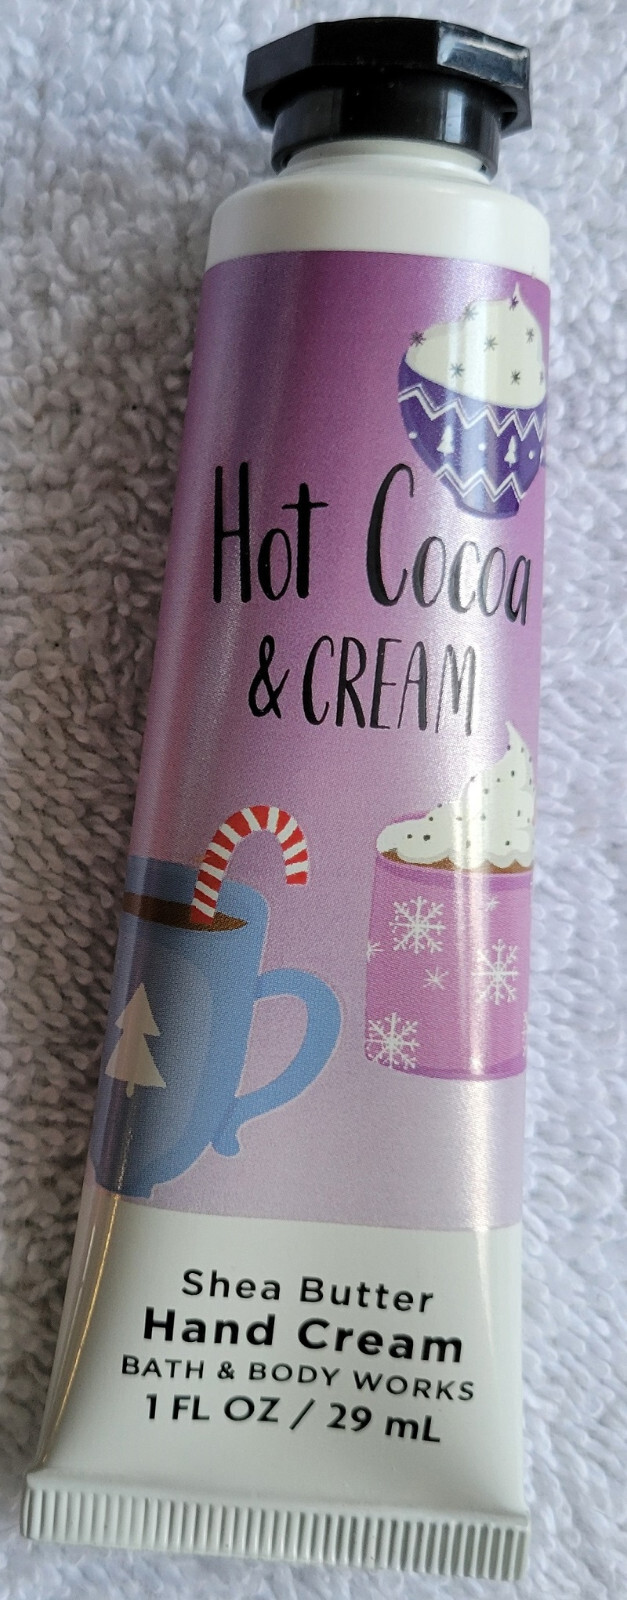 Hot Cocoa
& CREAM
Shea Butter
Hand Cream
BATH & BODY WORKS
1 FL OZ / 29 mL